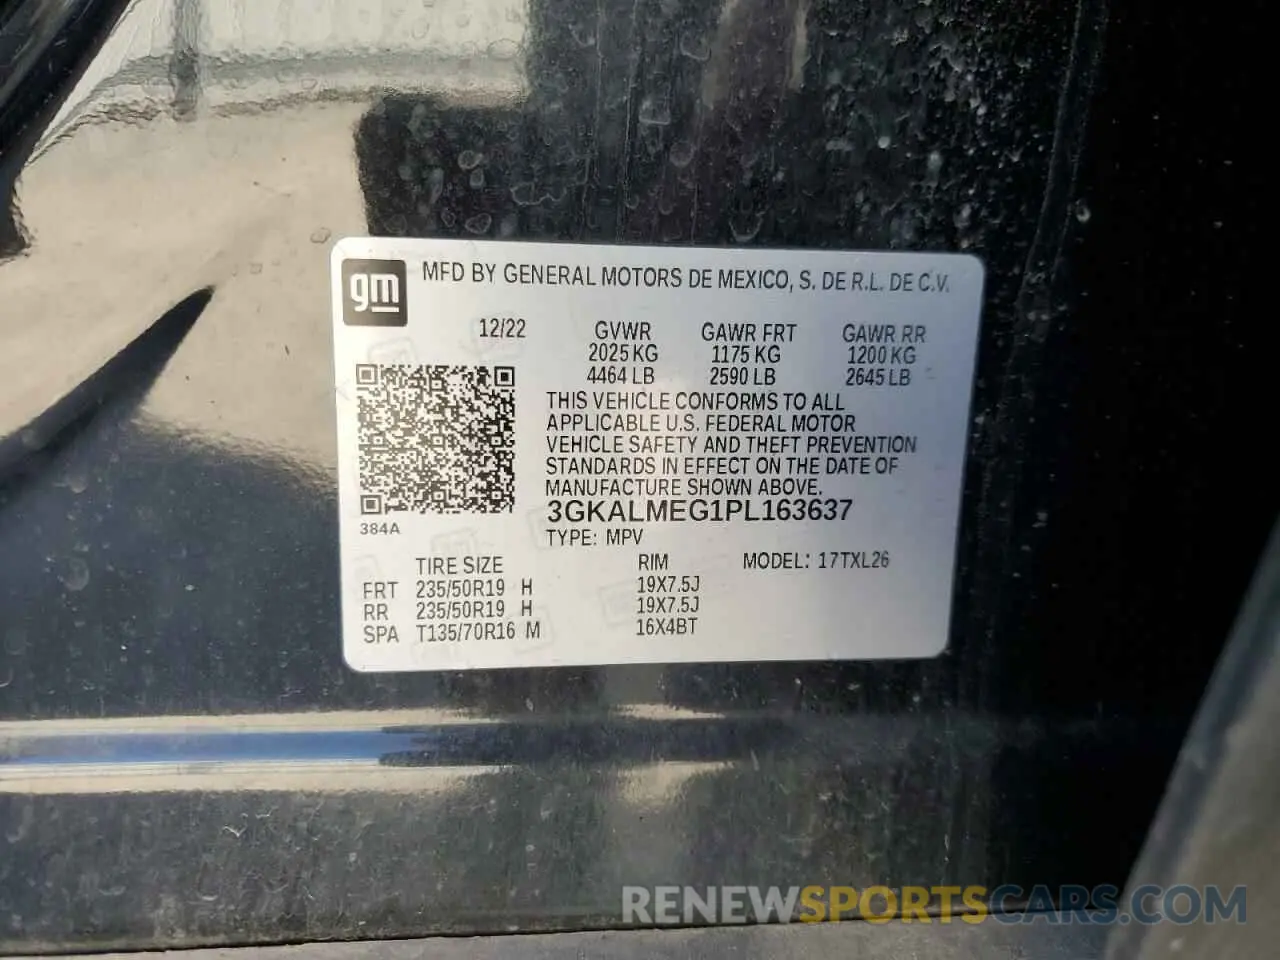 gm
MFD BY GENERAL MOTORS DE MEXICO, S. DE R.L. DE C.V.
12/22 GVWR GAWR FRT GAWR RR
2025 KG 1175 KG 1200 KG
4464 LB 2590 LB 2645 LB
THIS VEHICLE CONFORMS TO ALL
APPLICABLE U.S. FEDERAL MOTOR
VEHICLE SAFETY AND THEFT PREVENTION
STANDARDS IN EFFECT ON THE DATE OF
MANUFACTURE SHOWN ABOVE.
3GKALMEG1PL163637
384A
TYPE: MPV
TIRE SIZE RIM MODEL: 17TXL26
FRT 235/50R19 H 19X7.5J
RR 235/50R19 H 19X7.5J
SPA T135/70R16 M 16X4BT
RENEWSPORTSCARS.COM